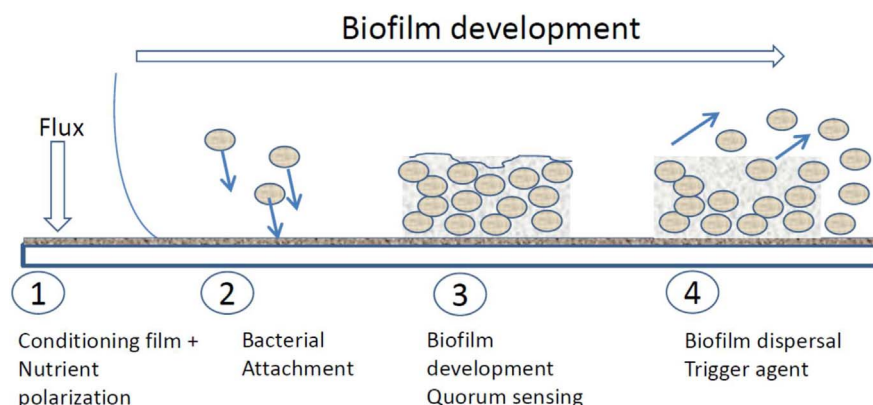 Biofilm development
Flux
1
Conditioning film +
Nutrient
polarization
2
Bacterial
Attachment
3
Biofilm
development
Quorum sensing
4
Biofilm dispersal
Trigger agent